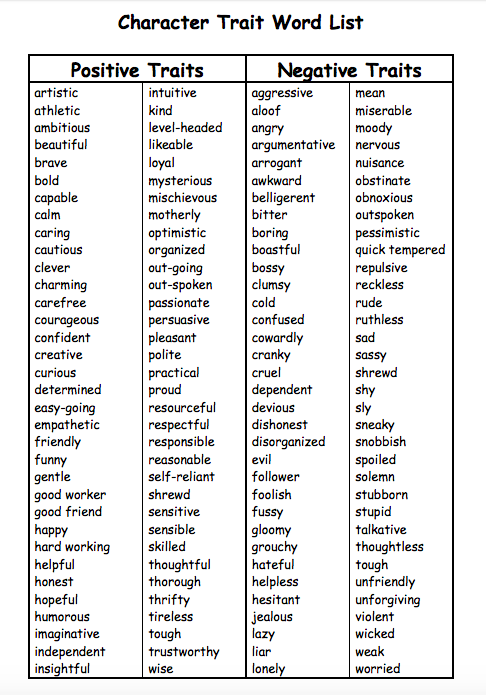 Character Trait Word List
Positive Traits Negative Traits
artistic intuitive aggressive mean
athletic kind aloof miserable
ambitious level-headed angry moody
beautiful likeable argumentative nervous
brave loyal arrogant nuisance
bold mysterious awkward obstinate
capable mischievous belligerent obnoxious
calm motherly bitter outspoken
caring optimistic boring pessimistic
cautious organized boastful quick tempered
clever out-going bossy repulsive
charming out-spoken clumsy reckless
carefree passionate cold rude
courageous persuasive confused ruthless
confident pleasant cowardly sad
creative polite cranky sassy
curious practical cruel shrewd
determined proud dependent shy
easy-going resourceful devious sly
empathetic respectful dishonest sneaky
friendly responsible disorganized snobbish
funny reasonable evil spoiled
gentle self-reliant follower solemn
good worker shrewd foolish stubborn
good friend sensitive fussy stupid
happy sensible gloomy talkative
hard working skilled grouchy thoughtless
helpful thoughtful hateful tough
honest thorough helpless unfriendly
hopeful thrifty hesitant unforgiving
humorous tireless jealous violent
imaginative tough lazy wicked
independent trustworthy liar weak
insightful wise lonely worried